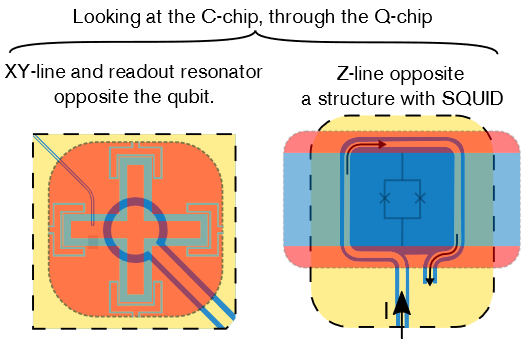 Looking at the C-chip, through the Q-chip
XY-line and readout resonator
opposite the qubit.
Z-line opposite
a structure with SQUID
I